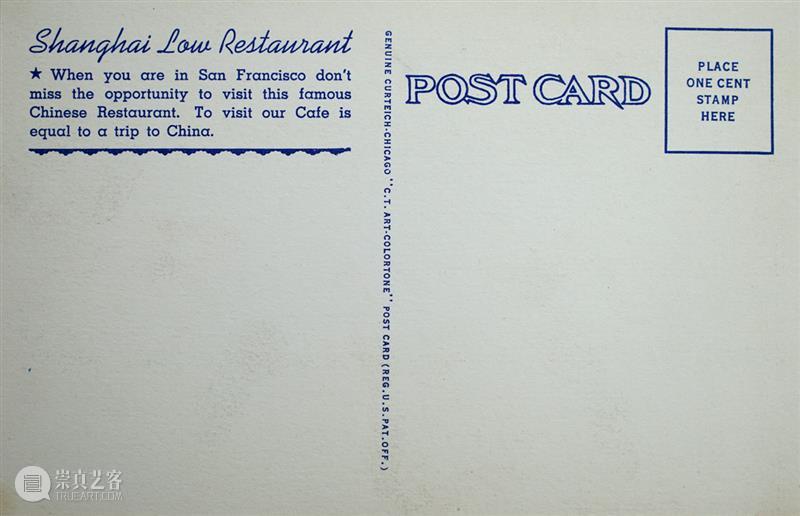 Shanghai Low Restaurant
★ When you are in San Francisco don't
miss the opportunity to visit this famous
Chinese Restaurant. To visit our Cafe is
equal to a trip to China.
GENUINE CURTEICH-CHICAGO "C.T. ART-COLORTONE" POST CARD (REG.U.S.PAT.OFF.)
POST CARD
PLACE
ONE CENT
STAMP
HERE
崇真艺客
TRUEART.COM